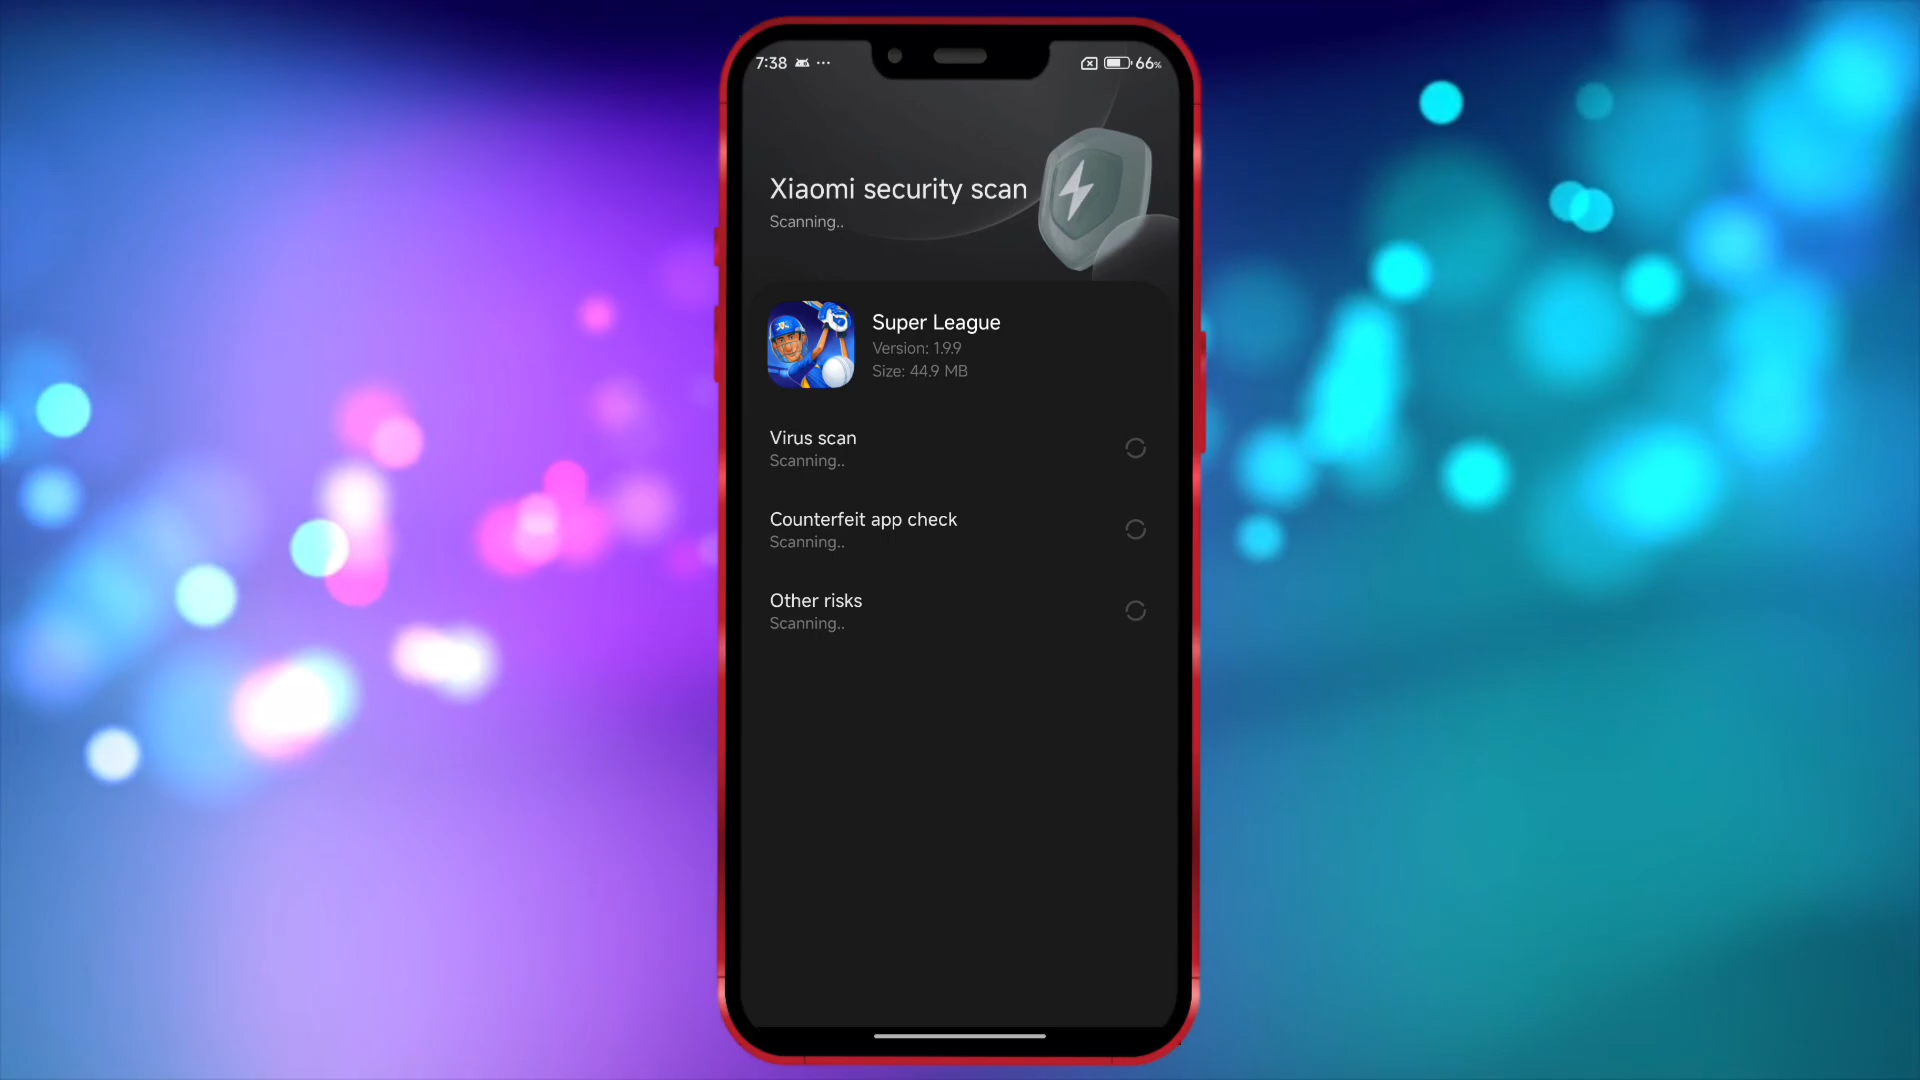 7:38 ··· 66%
Xiaomi security scan
Scanning..
Super League
Version: 1.9.9
Size: 44.9 MB
Virus scan
Scanning..
Counterfeit app check
Scanning..
Other risks
Scanning..